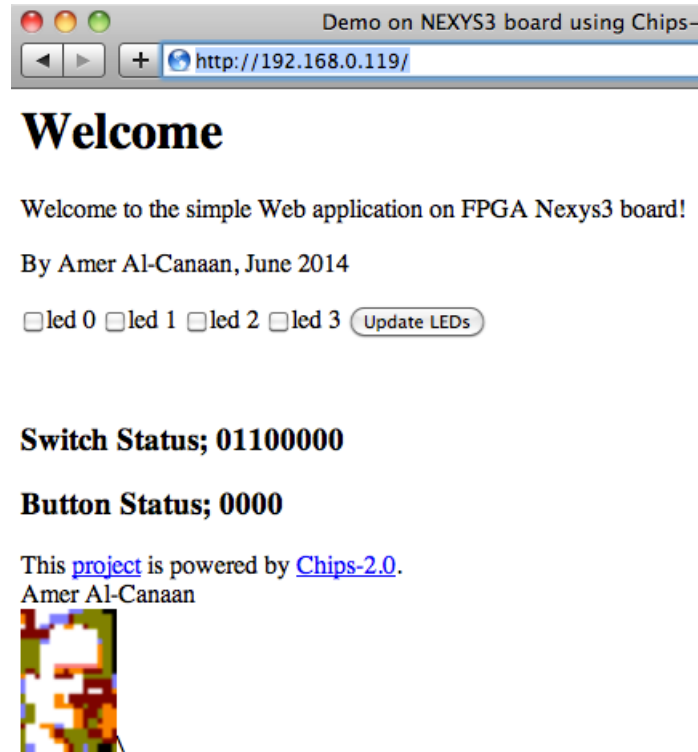 Demo on NEXYS3 board using Chips-
http://192.168.0.119/
Welcome
Welcome to the simple Web application on FPGA Nexys3 board!
By Amer Al-Canaan, June 2014
led 0 led 1 led 2 led 3 Update LEDs
Switch Status; 01100000
Button Status; 0000
This project is powered by Chips-2.0.
Amer Al-Canaan